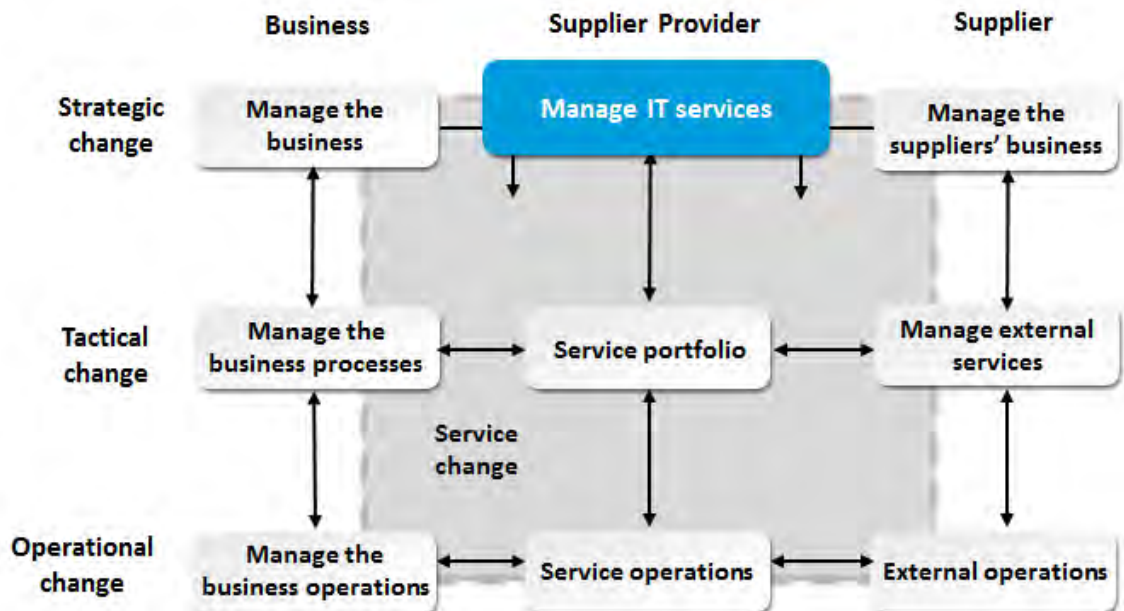 Business
Supplier Provider
Supplier
Strategic
change
Manage the
business
Manage IT services
Manage the
suppliers’ business
Tactical
change
Manage the
business processes
Service portfolio
Manage external
services
Service
change
Operational
change
Manage the
business operations
Service operations
External operations